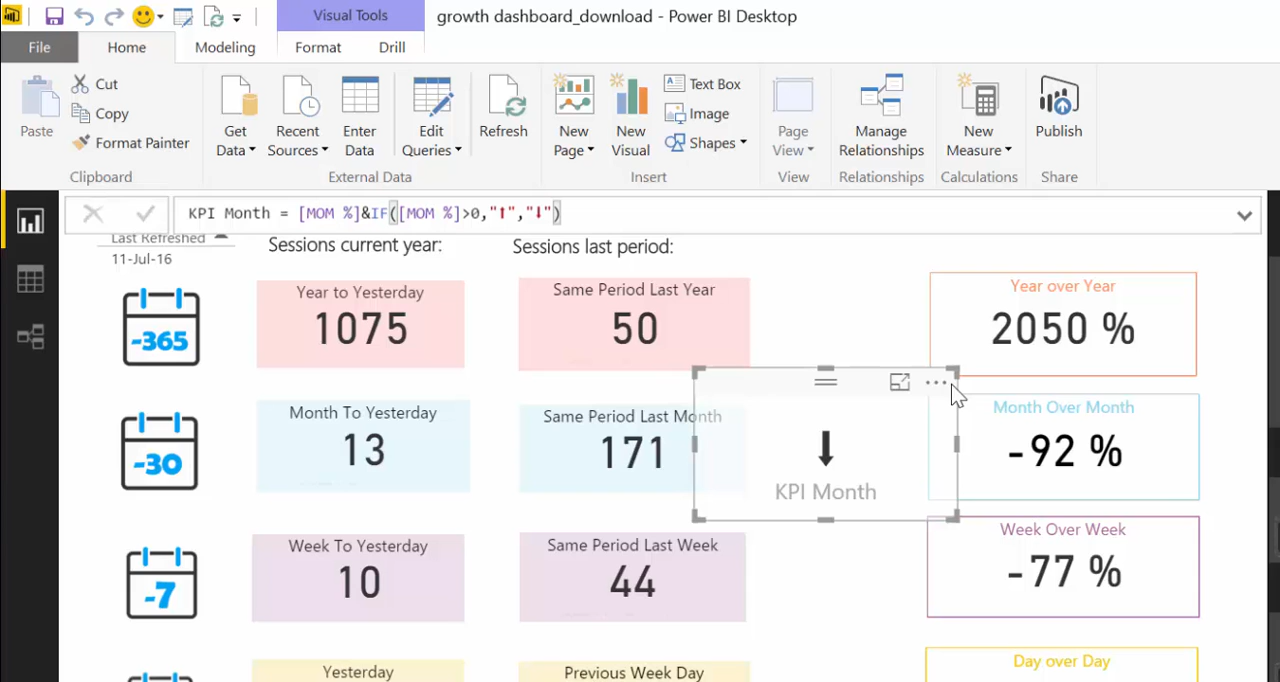 Visual Tools
growth dashboard_download - Power BI Desktop
File
Home
Modeling
Format
Drill
Paste
Cut
Copy
Format Painter
Clipboard
Get
Data
Recent
Sources
Enter
Data
External Data
Edit
Queries
Refresh
New
Page
New
Visual
Text Box
Image
Shapes
Insert
Page
View
View
Manage
Relationships
Relationships
New
Measure
Calculations
Publish
Share
KPI Month = [MOM %]&IF([MOM %]>0,"⬆","⬇")
Last Refreshed
11-Jul-16
Sessions current year:
Sessions last period:
-365
Year to Yesterday
1075
Same Period Last Year
50
Year over Year
2050 %
-30
Month To Yesterday
13
Same Period Last Month
171
⬇
KPI Month
Month Over Month
-92 %
-7
Week To Yesterday
10
Same Period Last Week
44
Week Over Week
-77 %
Yesterday
Previous Week Day
Day over Day